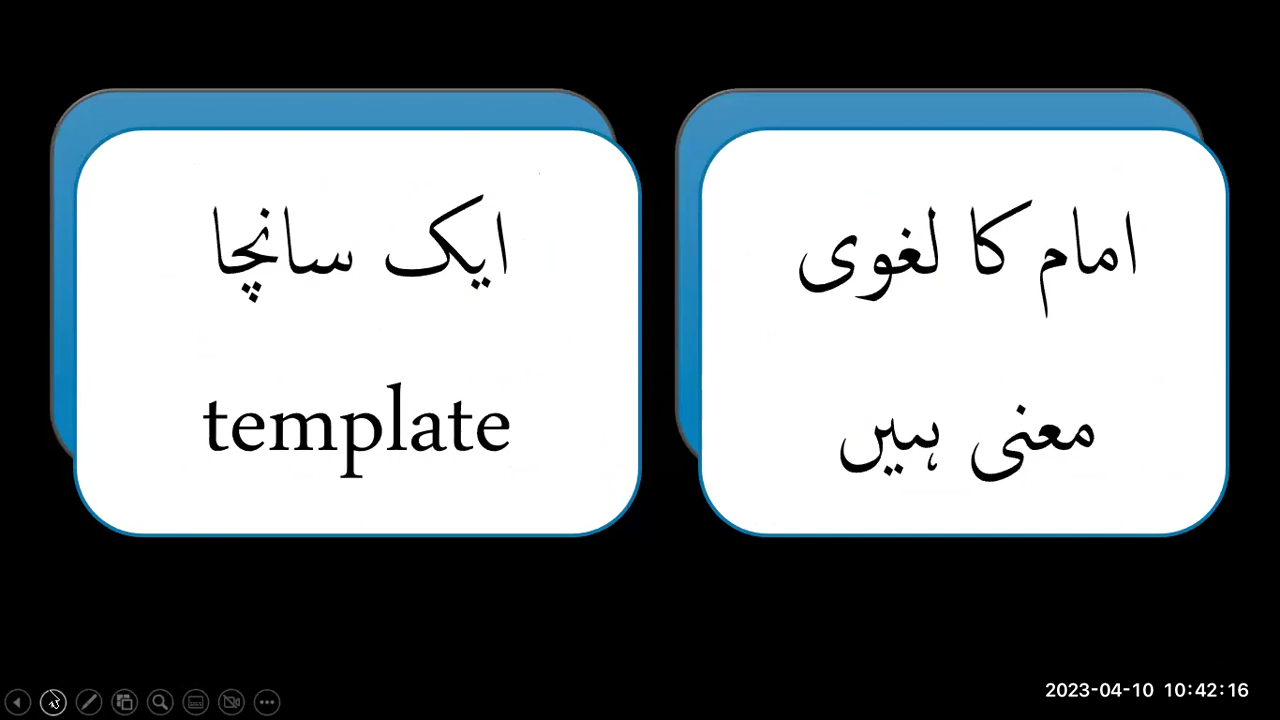 امام کا لغوی
معنی ہیں
ایک سانچا
template
2023-04-10 10:42:16